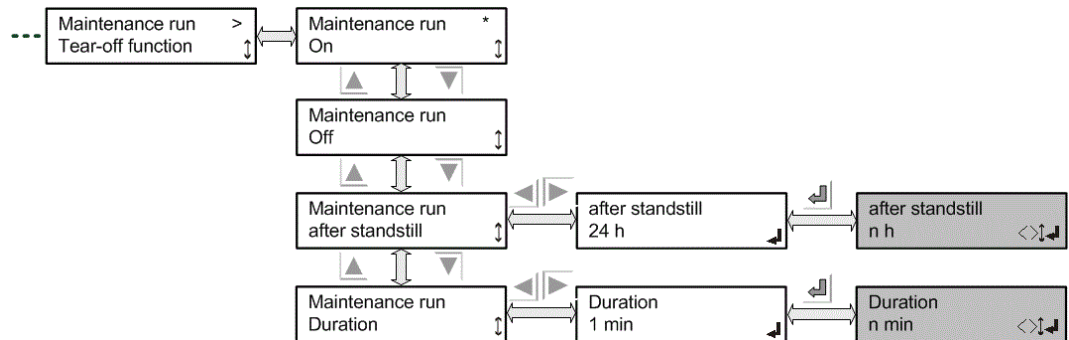 Maintenance run >
Tear-off function
Maintenance run *
On
Maintenance run
Off
Maintenance run
after standstill
after standstill
24 h
after standstill
n h <>
Maintenance run
Duration
Duration
1 min
Duration
n min <>